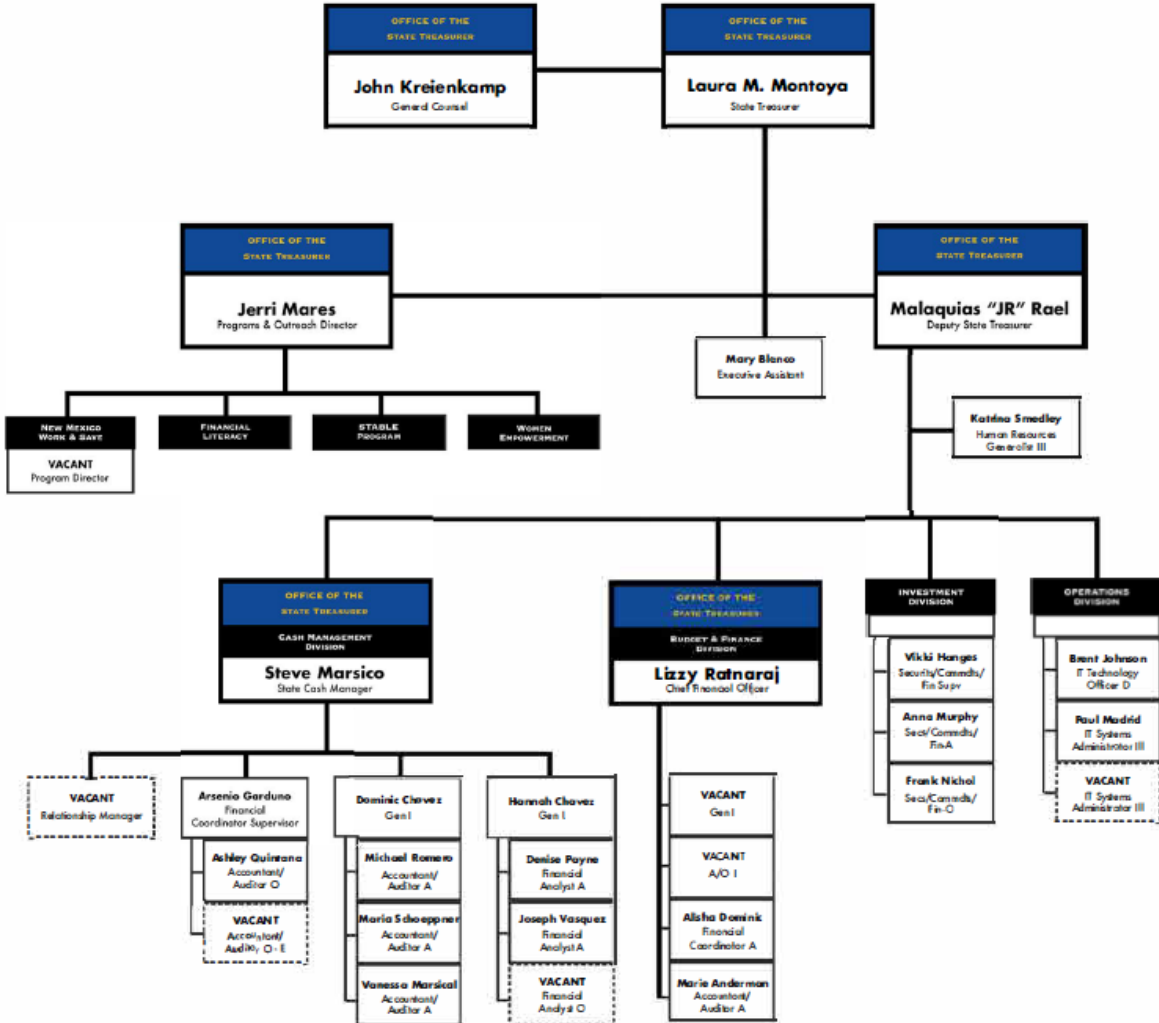 OFFICE OF THE
STATE TREASURER
John Kreienkamp
General Counsel
OFFICE OF THE
STATE TREASURER
Laura M. Montoya
State Treasurer
OFFICE OF THE
STATE TREASURER
Jerri Mares
Programs & Outreach Director
OFFICE OF THE
STATE TREASURER
Malaquias “JR” Rael
Deputy State Treasurer
Mary Blanco
Executive Assistant
Katrina Smedley
Human Resources
Generalist III
NEW MEXICO
WORK & SAVE
VACANT
Program Director
FINANCIAL
LITERACY
STABLE
PROGRAM
WOMEN
EMPOWERMENT
OFFICE OF THE
STATE TREASURER
CASH MANAGEMENT
DIVISION
Steve Marsico
State Cash Manager
OFFICE OF THE
STATE TREASURER
BUDGET & FINANCE
DIVISION
Lizzy Ratnaraj
Chief Financial Officer
INVESTMENT
DIVISION
Vikki Hanges
Security/Commdts/
Fin Supv
Anna Murphy
Secs/Commdts/
Fin-A
Frank Nichol
Secs/Commdts/
Fin-O
OPERATIONS
DIVISION
Brent Johnson
IT Technology
Officer D
Paul Madrid
IT Systems
Administrator III
VACANT
IT Systems
Administrator III
VACANT
Relationship Manager
Arsenio Garduno
Financial
Coordinator Supervisor
Ashley Quintana
Accountant/
Auditor O
VACANT
Accountant/
Auditor O - E
Dominic Chavez
Gen I
Michael Romero
Accountant/
Auditor A
Maria Schoeppner
Accountant/
Auditor A
Vanessa Marsical
Accountant/
Auditor A
Hannah Chavez
Gen I
Denise Payne
Financial
Analyst A
Joseph Vasquez
Financial
Analyst A
VACANT
Financial
Analyst O
VACANT
Gen I
VACANT
A/O I
Alisha Dominik
Financial
Coordinator A
Marie Anderman
Accountant/
Auditor A